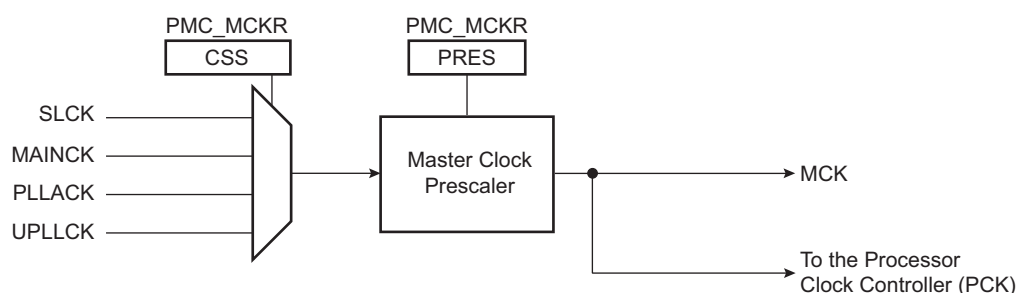 PMC_MCKR
PMC_MCKR
CSS
PRES
SLCK
MAINCK
PLLACK
UPLLCK
Master Clock
Prescaler
MCK
To the Processor
Clock Controller (PCK)